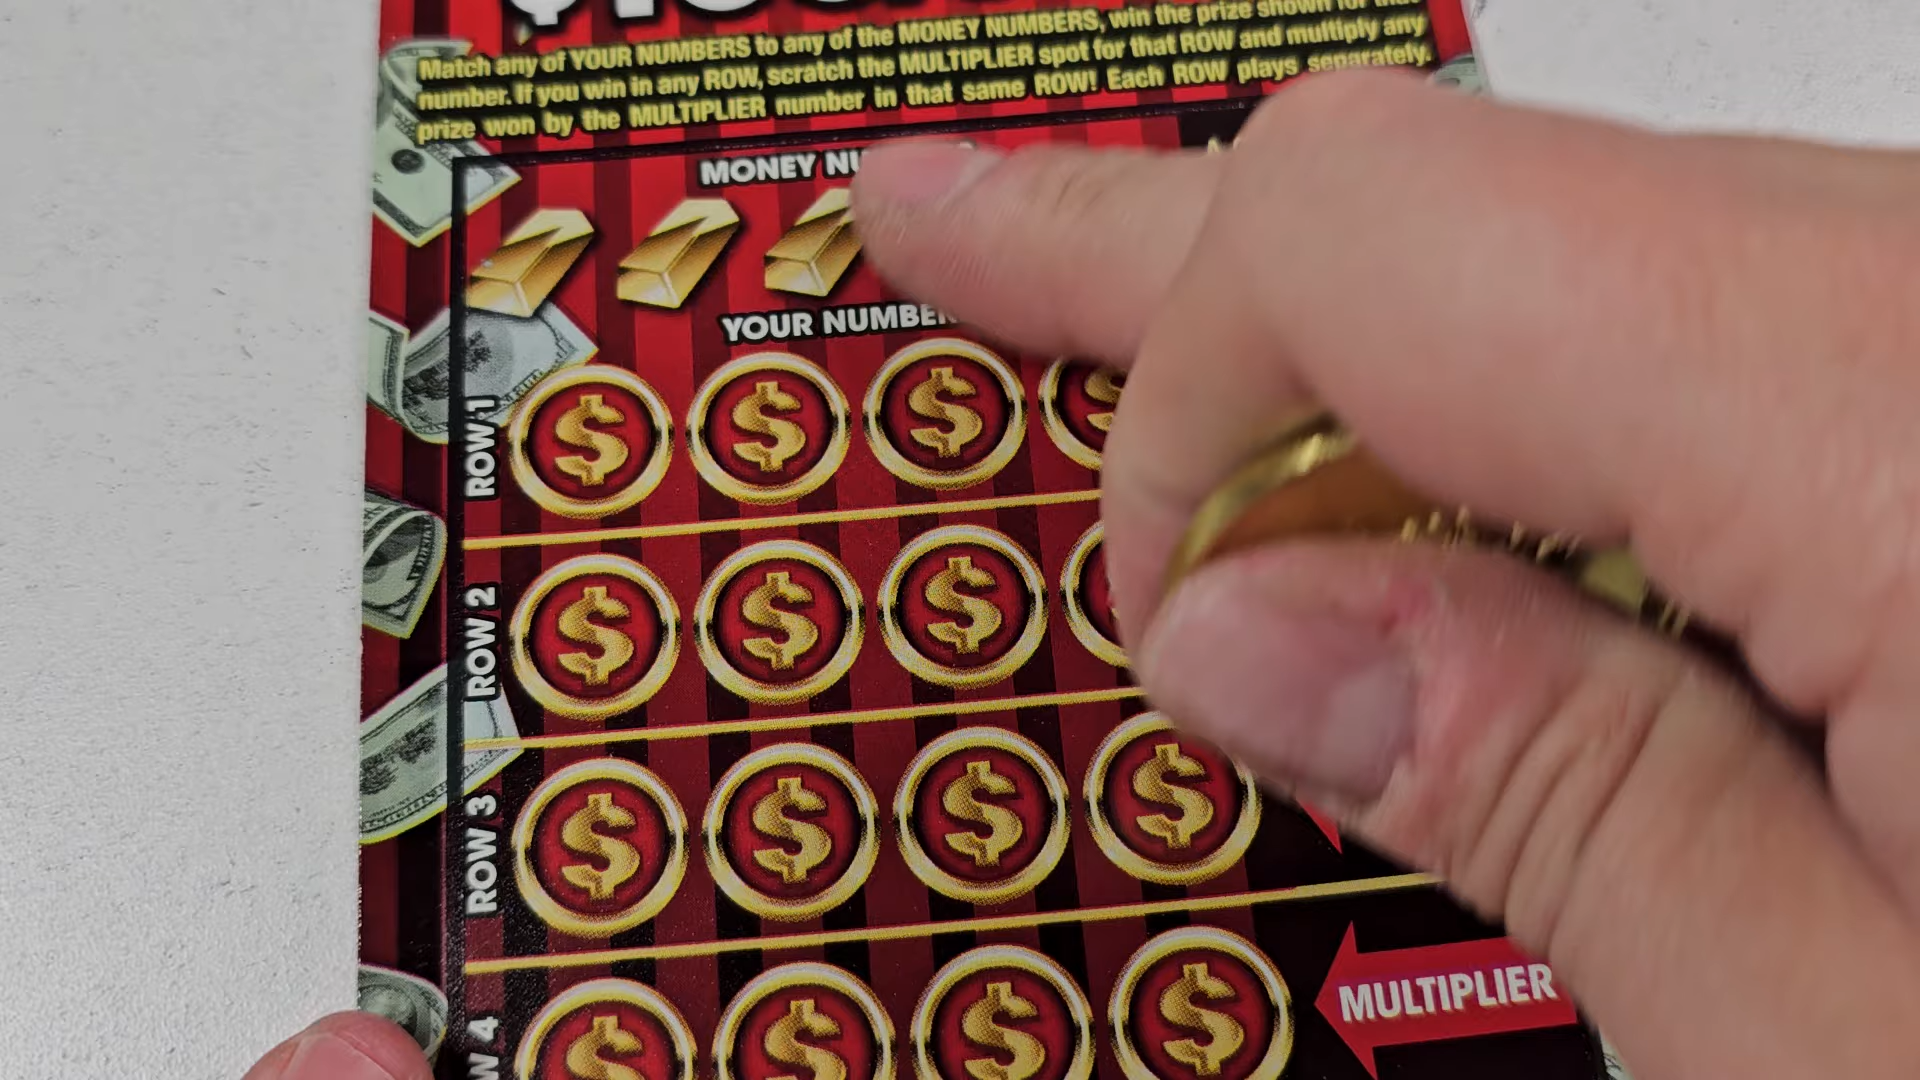 Match any of YOUR NUMBERS to any of the MONEY NUMBERS, win the prize shown for that
number. If you win in any ROW, scratch the MULTIPLIER spot for that ROW and multiply any
prize won by the MULTIPLIER number in that same ROW! Each ROW plays separately.
MONEY NU
YOUR NUMBER
ROW 1
ROW 2
ROW 3
W 4
MULTIPLIER